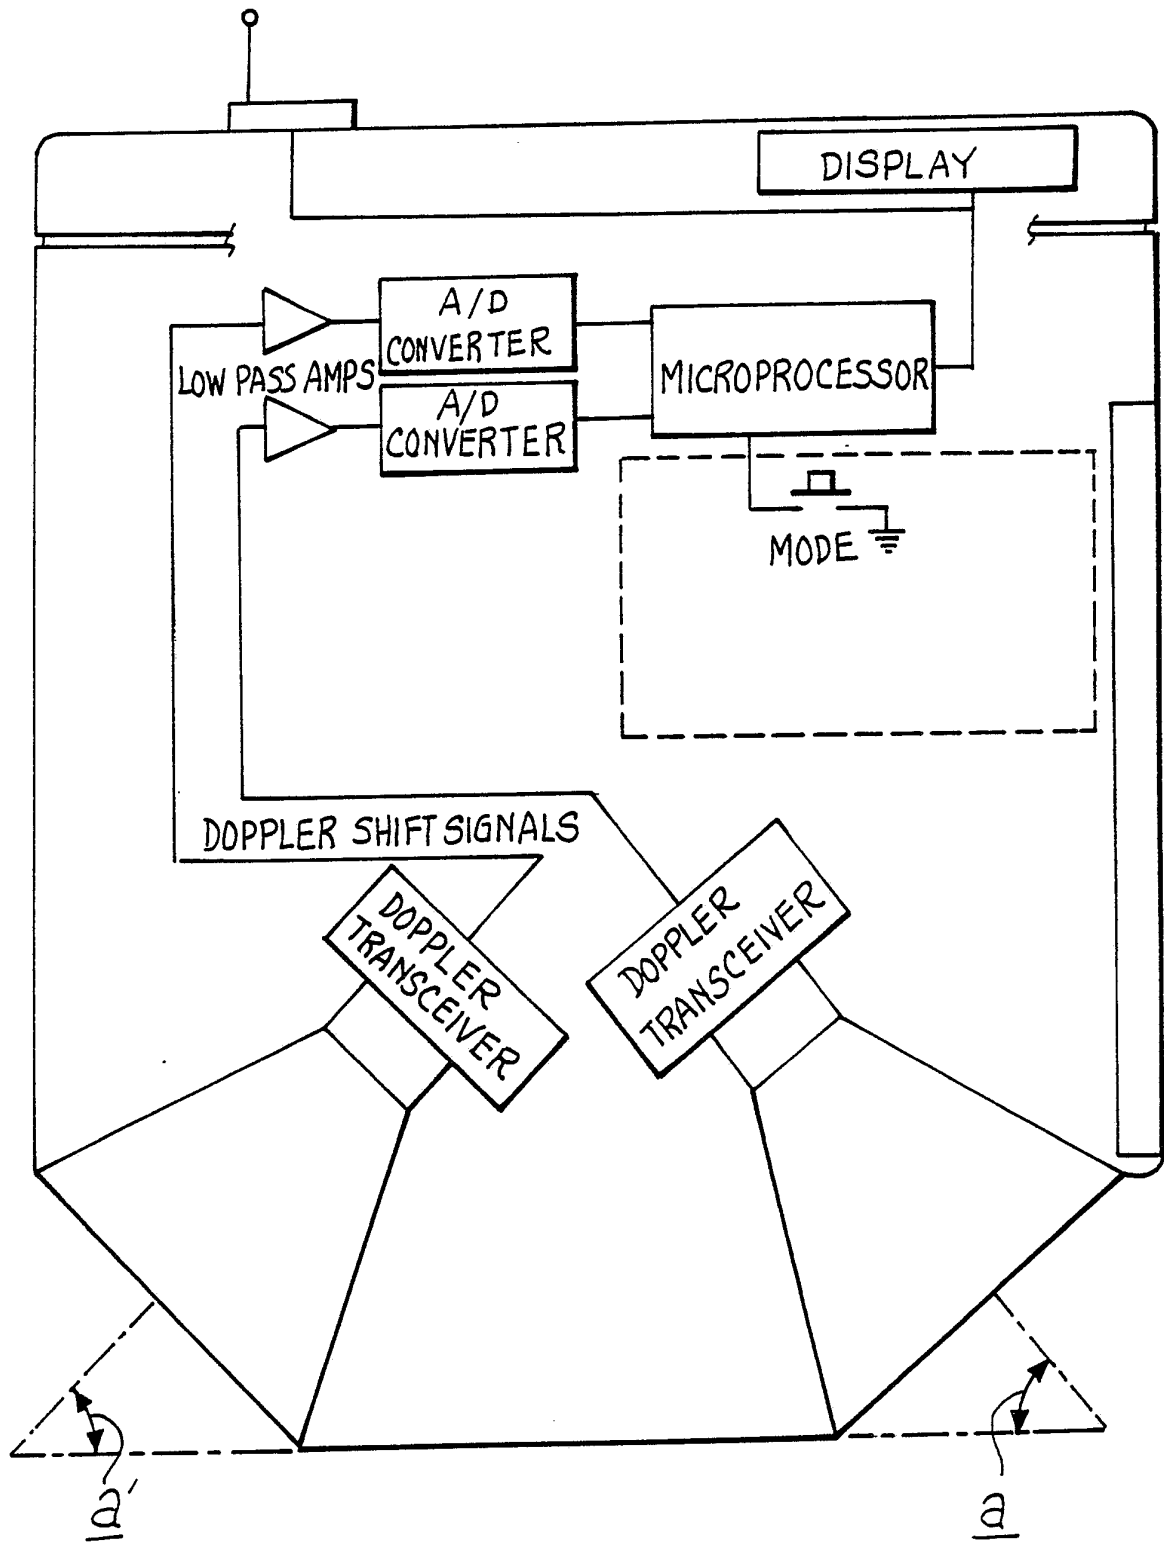 DISPLAY
A/D
CONVERTER
LOW PASS AMPS
A/D
CONVERTER
MICROPROCESSOR
MODE
DOPPLER SHIFT SIGNALS
DOPPLER
TRANSCEIVER
DOPPLER
TRANSCEIVER
a'
a